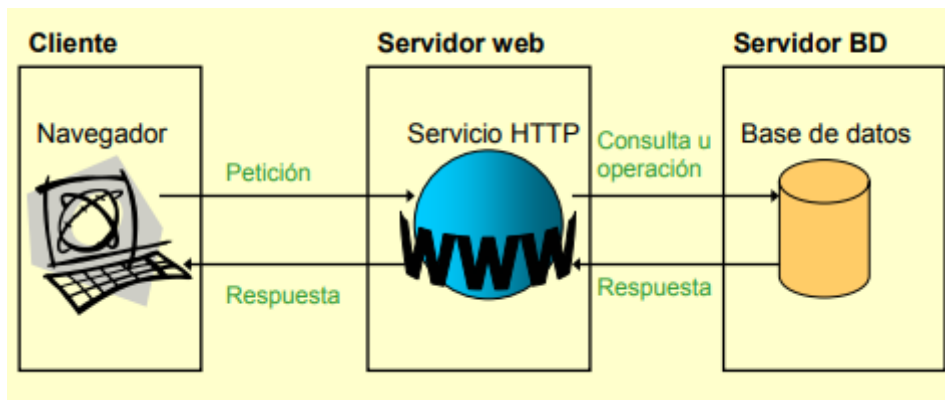 Cliente
Servidor web
Servidor BD
Navegador
Servicio HTTP
Base de datos
Petición
Consulta u
operación
WWW
Respuesta
Respuesta